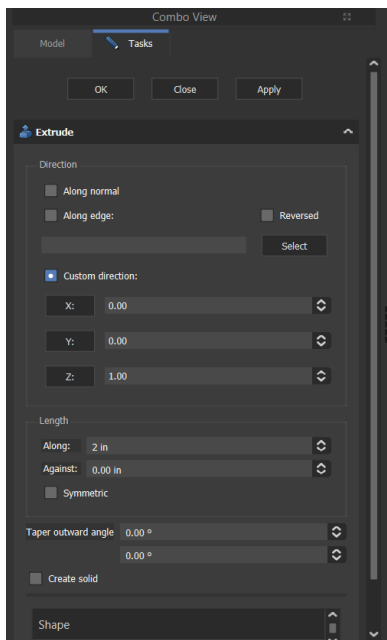 Combo View
Model
Tasks
OK Close Apply
Extrude
Direction
Along normal
Along edge: Reversed
Select
Custom direction:
X: 0.00
Y: 0.00
Z: 1.00
Length
Along: 2 in
Against: 0.00 in
Symmetric
Taper outward angle 0.00 º
0.00 º
Create solid
Shape